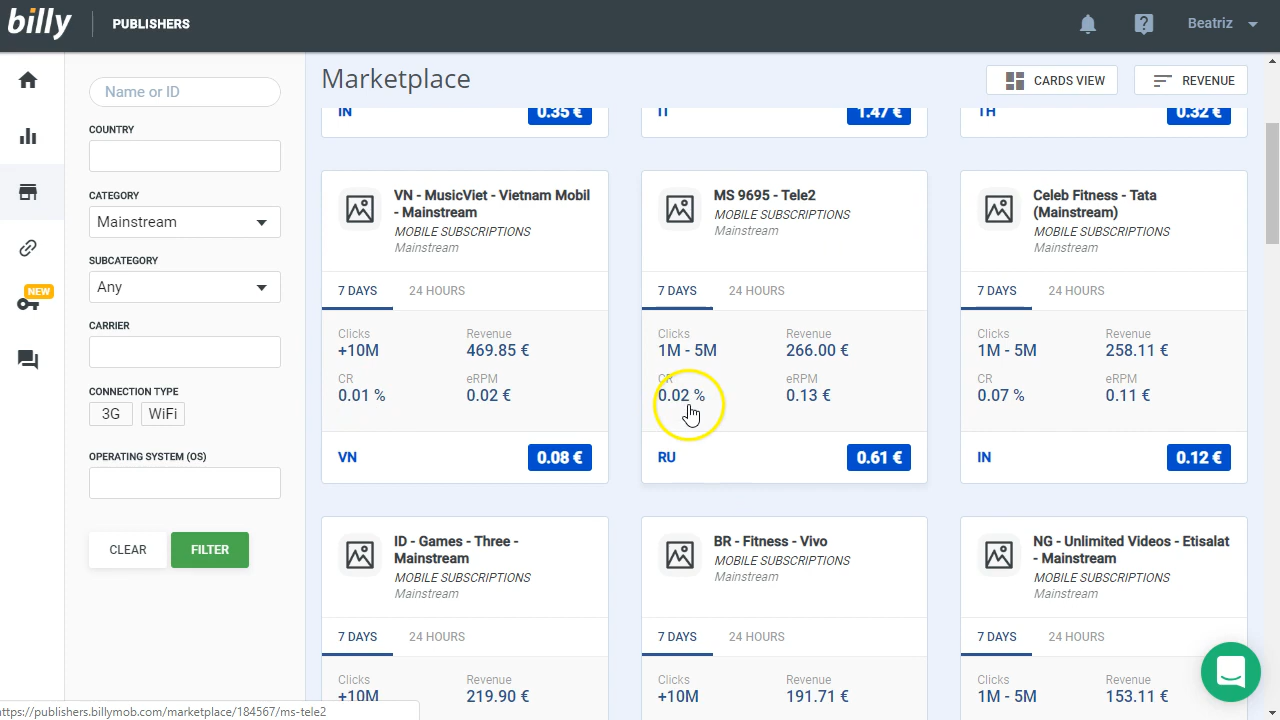 billy PUBLISHERS
Beatriz
Name or ID
COUNTRY
CATEGORY
Mainstream
SUBCATEGORY
Any
CARRIER
CONNECTION TYPE
3G WiFi
OPERATING SYSTEM (OS)
CLEAR FILTER
NEW
Marketplace
CARDS VIEW REVENUE
IN 0.35 €
IT 1.47 €
TH 0.32 €
VN - MusicViet - Vietnam Mobil
- Mainstream
MOBILE SUBSCRIPTIONS
Mainstream
7 DAYS 24 HOURS
Clicks Revenue
+10M 469.85 €
CR eRPM
0.01 % 0.02 €
VN 0.08 €
MS 9695 - Tele2
MOBILE SUBSCRIPTIONS
Mainstream
7 DAYS 24 HOURS
Clicks Revenue
1M - 5M 266.00 €
CR eRPM
0.02 % 0.13 €
RU 0.61 €
Celeb Fitness - Tata
(Mainstream)
MOBILE SUBSCRIPTIONS
Mainstream
7 DAYS 24 HOURS
Clicks Revenue
1M - 5M 258.11 €
CR eRPM
0.07 % 0.11 €
IN 0.12 €
ID - Games - Three -
Mainstream
MOBILE SUBSCRIPTIONS
Mainstream
7 DAYS 24 HOURS
Clicks Revenue
+10M 219.90 €
BR - Fitness - Vivo
MOBILE SUBSCRIPTIONS
Mainstream
7 DAYS 24 HOURS
Clicks Revenue
+10M 191.71 €
NG - Unlimited Videos - Etisalat
- Mainstream
MOBILE SUBSCRIPTIONS
Mainstream
7 DAYS 24 HOURS
Clicks Revenue
1M - 5M 153.11 €
ttps://publishers.billymob.com/marketplace/184567/ms-tele2